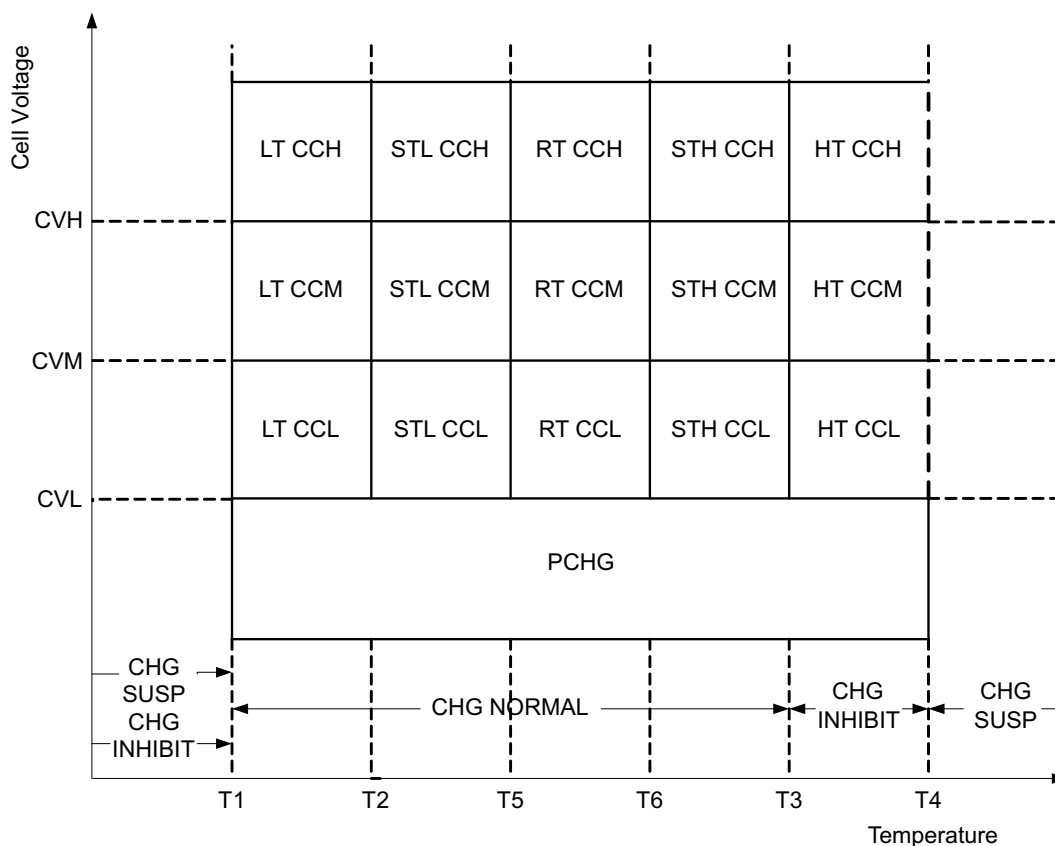 Cell Voltage
LT CCH
STL CCH
RT CCH
STH CCH
HT CCH
CVH
LT CCM
STL CCM
RT CCM
STH CCM
HT CCM
CVM
LT CCL
STL CCL
RT CCL
STH CCL
HT CCL
CVL
PCHG
CHG
SUSP
CHG
INHIBIT
CHG NORMAL
CHG
INHIBIT
CHG
SUSP
T1
T2
T5
T6
T3
T4
Temperature